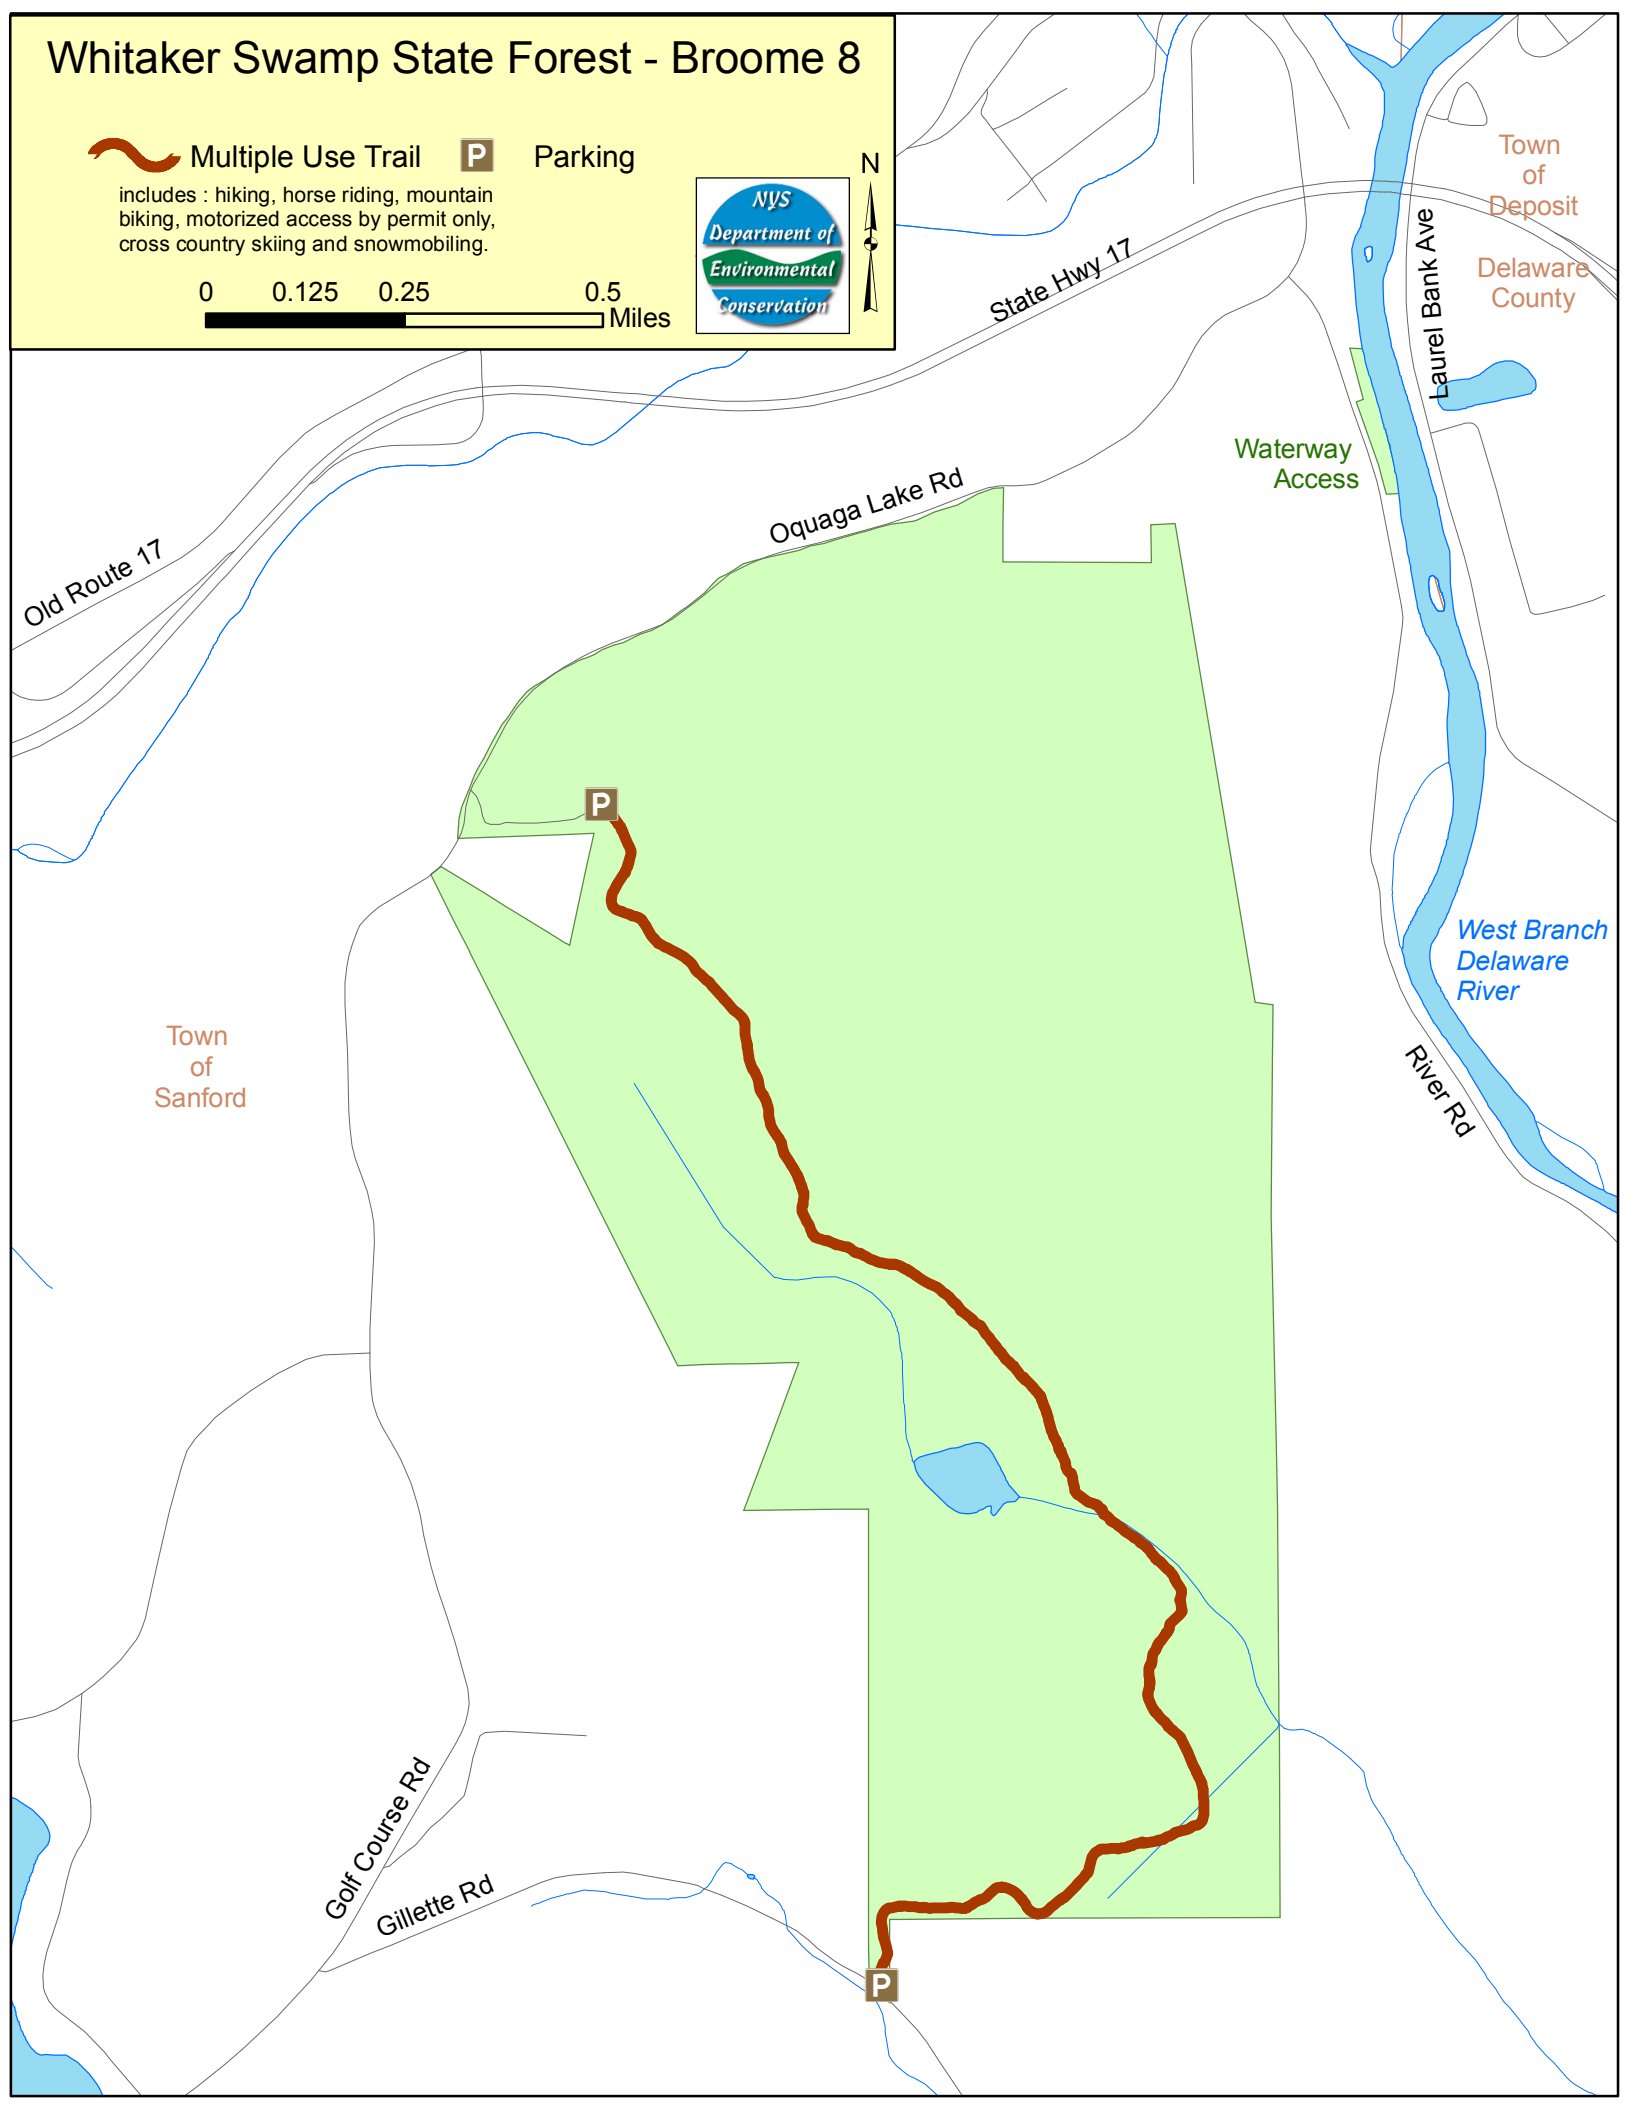 Whitaker Swamp State Forest - Broome 8
Multiple Use Trail
P
Parking
includes : hiking, horse riding, mountain
biking, motorized access by permit only,
cross country skiing and snowmobiling.
0 0.125 0.25 0.5
Miles
NYS
Department of
Environmental
Conservation
N
Town
of
Deposit
Delaware
County
Laurel Bank Ave
State Hwy 17
Waterway
Access
Oquaga Lake Rd
Old Route 17
P
West Branch
Delaware
River
River Rd
Town
of
Sanford
Golf Course Rd
Gillette Rd
P